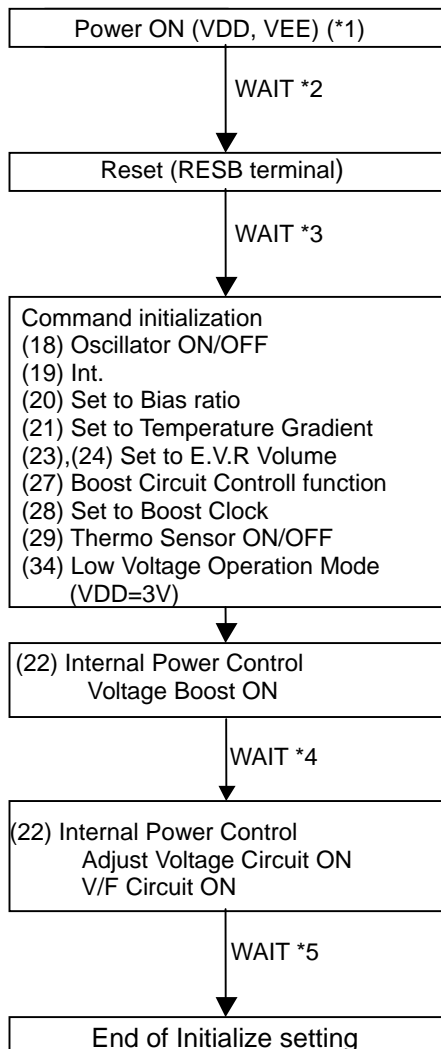 Power ON (VDD, VEE) (*1)
WAIT *2
Reset (RESB terminal)
WAIT *3
Command initialization
(18) Oscillator ON/OFF
(19) Int.
(20) Set to Bias ratio
(21) Set to Temperature Gradient
(23),(24) Set to E.V.R Volume
(27) Boost Circuit Controll function
(28) Set to Boost Clock
(29) Thermo Sensor ON/OFF
(34) Low Voltage Operation Mode
(VDD=3V)
(22) Internal Power Control
Voltage Boost ON
WAIT *4
(22) Internal Power Control
Adjust Voltage Circuit ON
V/F Circuit ON
WAIT *5
End of Initialize setting